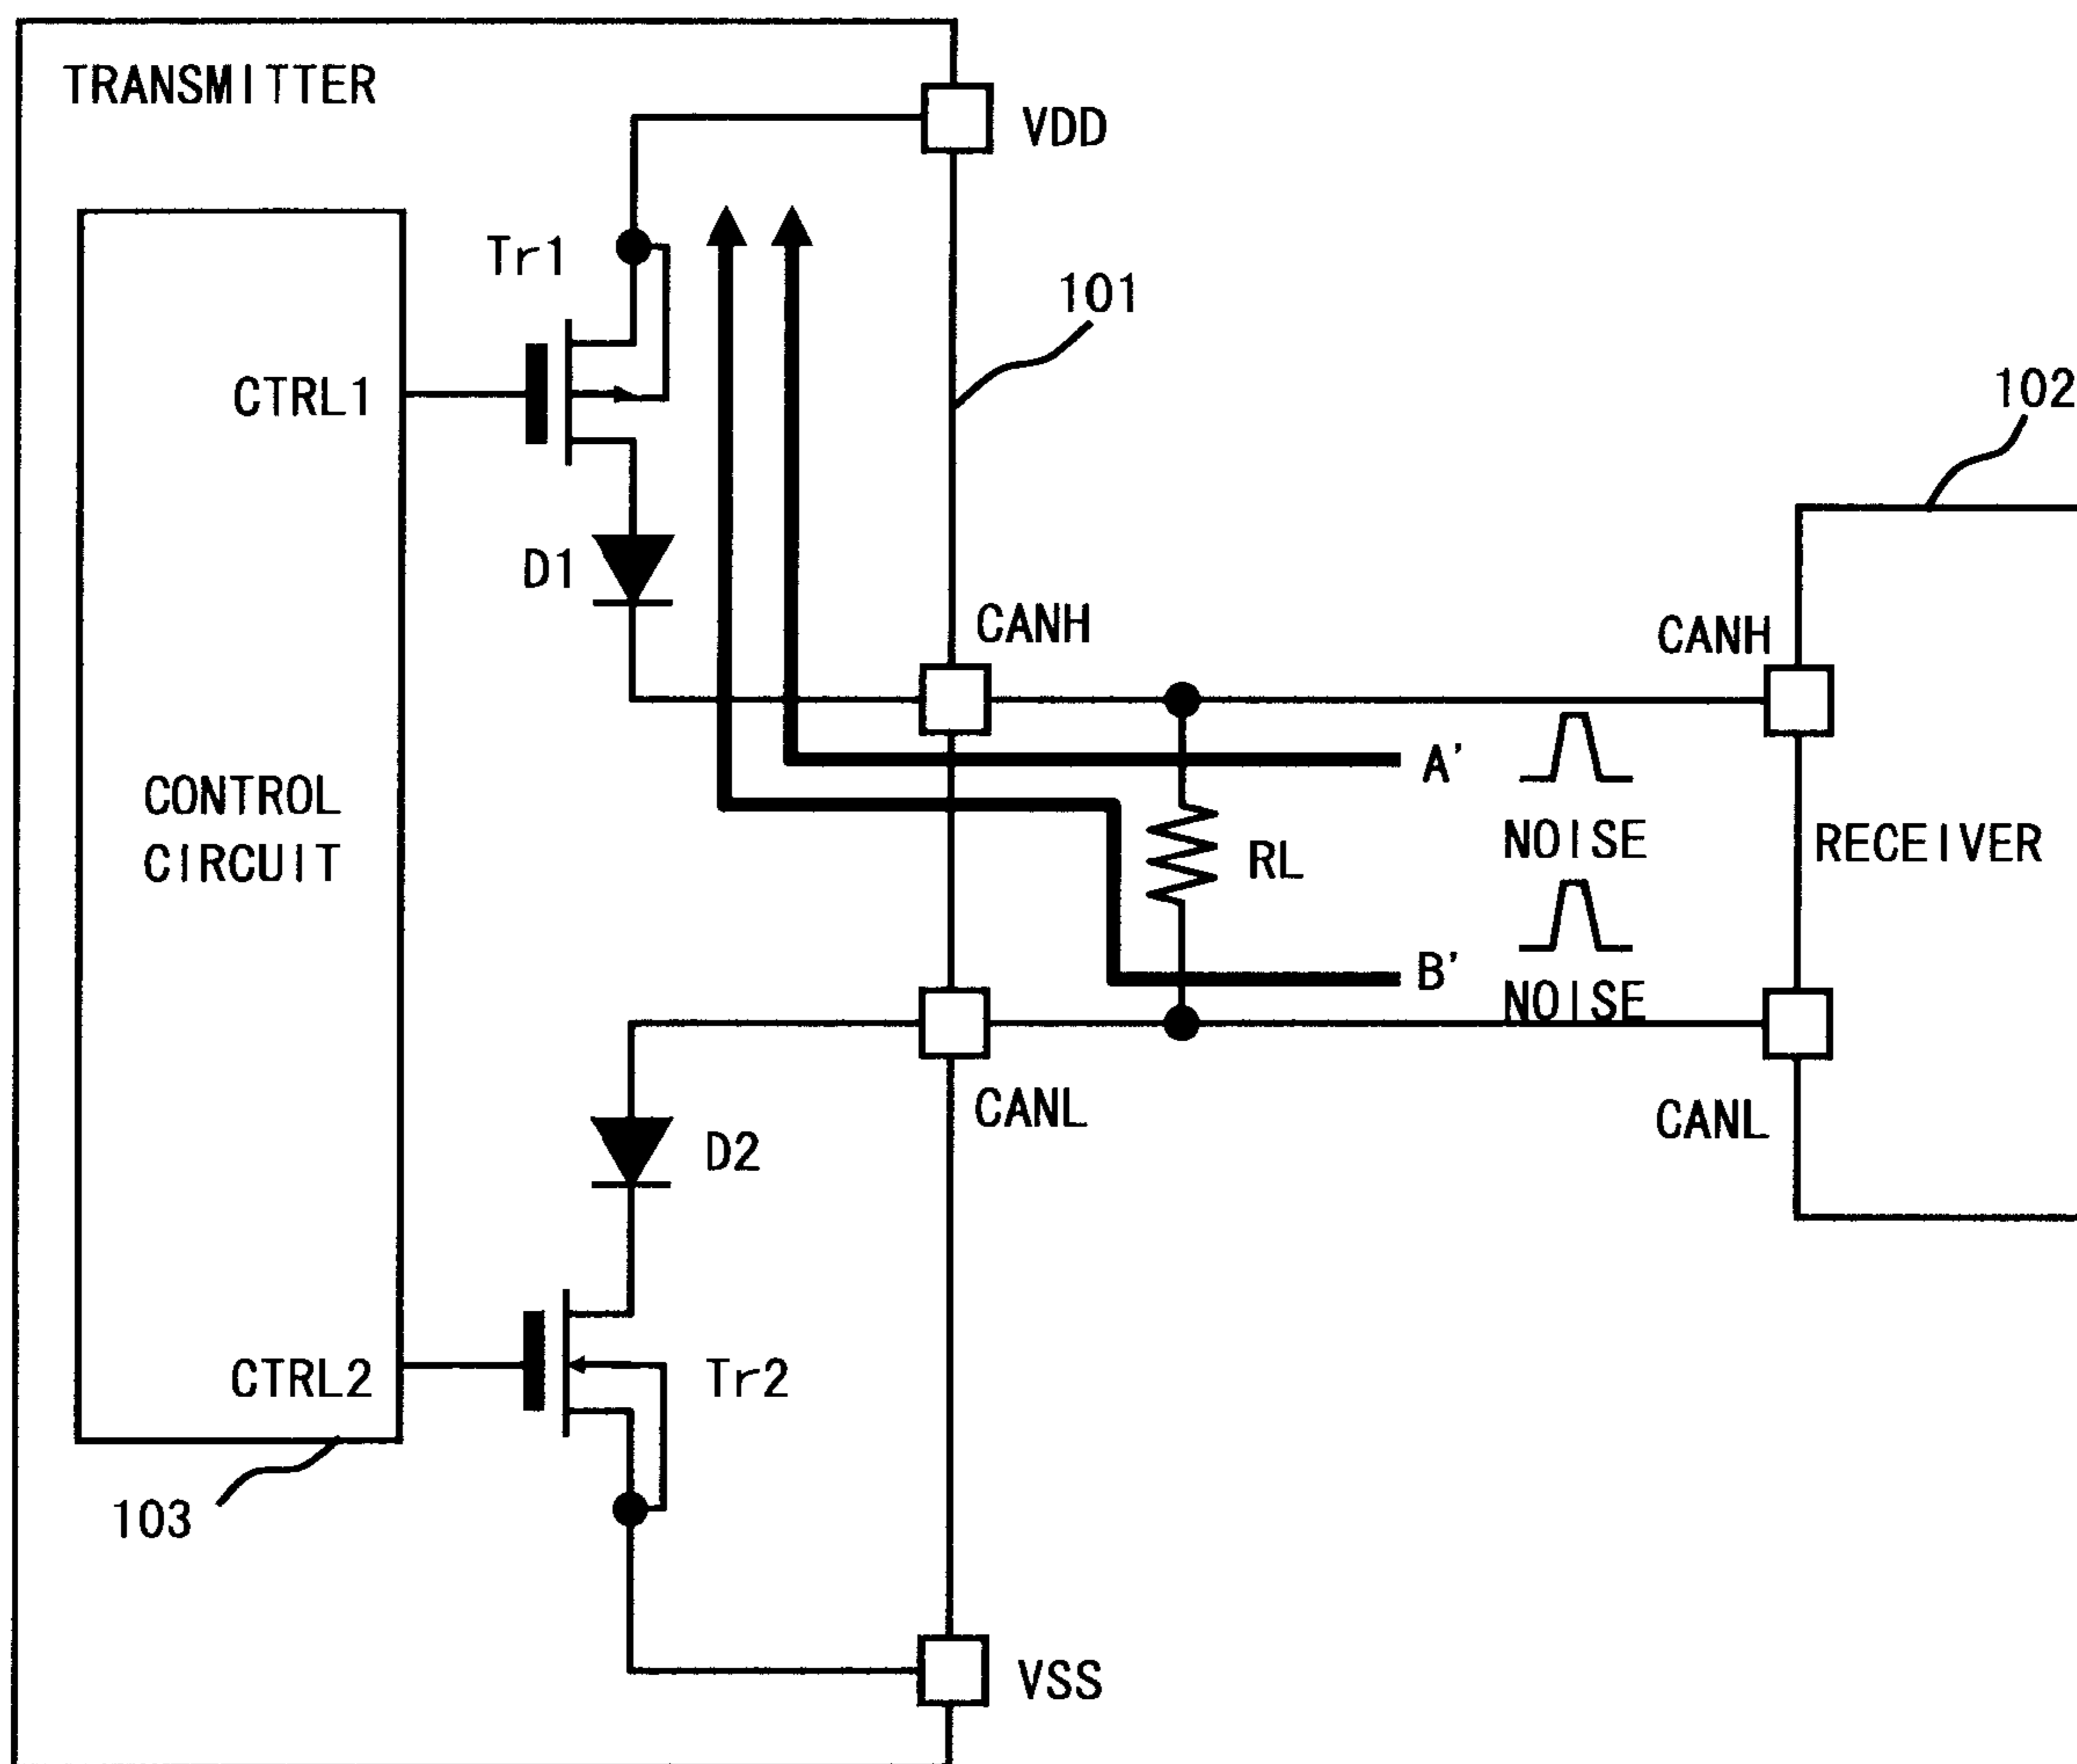 TRANSMITTER
VDD
Tr1
101
CTRL1
102
D1
CANH
CANH
A'
CONTROL
CIRCUIT
NOISE
RECEIVER
RL
B'
NOISE
CANL
CANL
D2
CTRL2
Tr2
103
VSS